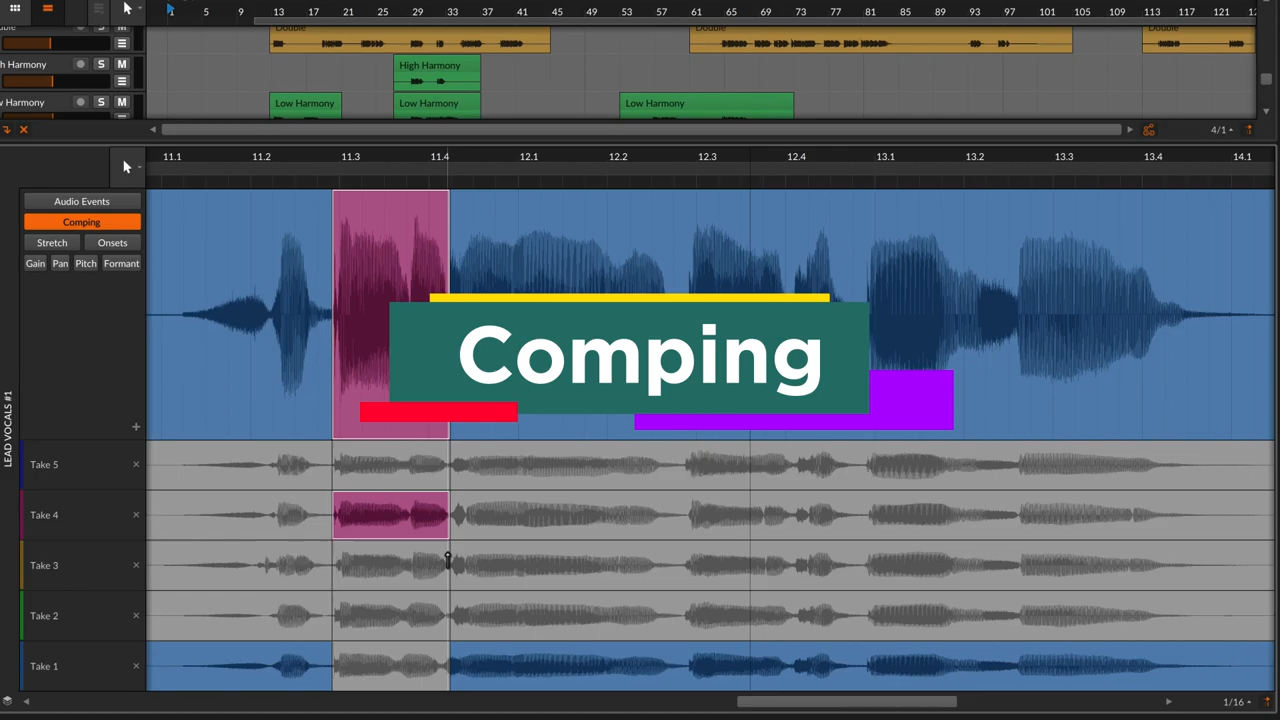 1 5 9 13 17 21 25 29 33 37 41 45 49 53 57 61 65 69 73 77 81 85 89 93 97 101 104 109 113 117 121
S M
Double Double Double
High Harmony S M High Harmony
Harmony S M Low Harmony Low Harmony Low Harmony
4/1
11.1 11.2 11.3 11.4 12.1 12.2 12.3 12.4 13.1 13.2 13.3 13.4 14.1
Audio Events
Comping
Stretch Onsets
Gain Pan Pitch Formant
Comping
LEAD VOCALS #1
Take 5
Take 4
Take 3
Take 2
Take 1
1/16